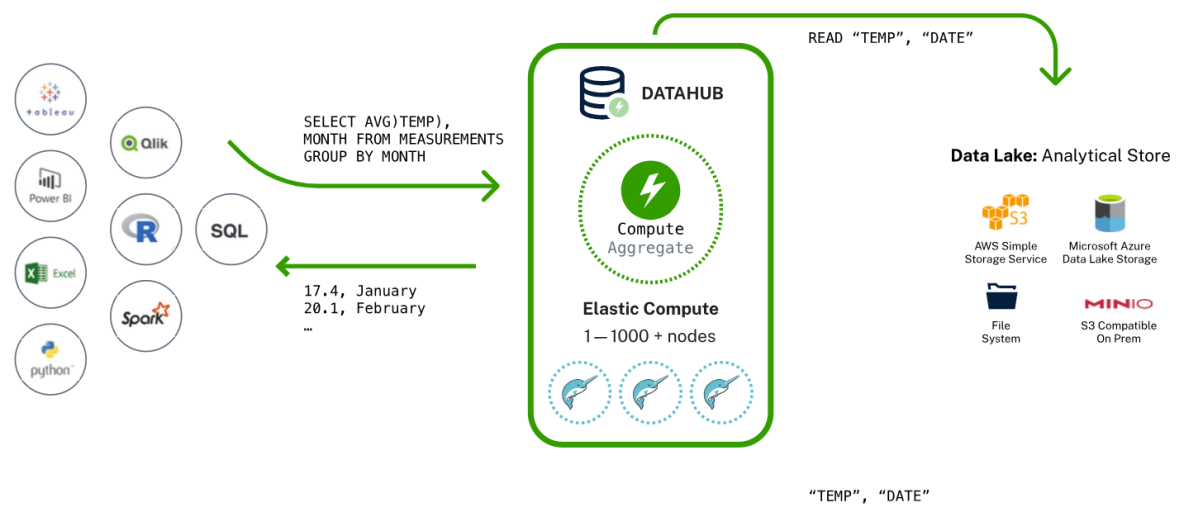 READ “TEMP”, “DATE”
DATAHUB
+ableau
Qlik
SELECT AVG)TEMP),
MONTH FROM MEASUREMENTS
GROUP BY MONTH
Data Lake: Analytical Store
Power BI
R
SQL
Compute
Aggregate
S3
AWS Simple
Storage Service
Microsoft Azure
Data Lake Storage
X Excel
17.4, January
20.1, February
…
Elastic Compute
1—1000 + nodes
MINIO
File
System
S3 Compatible
On Prem
Spark
python
“TEMP”, “DATE”